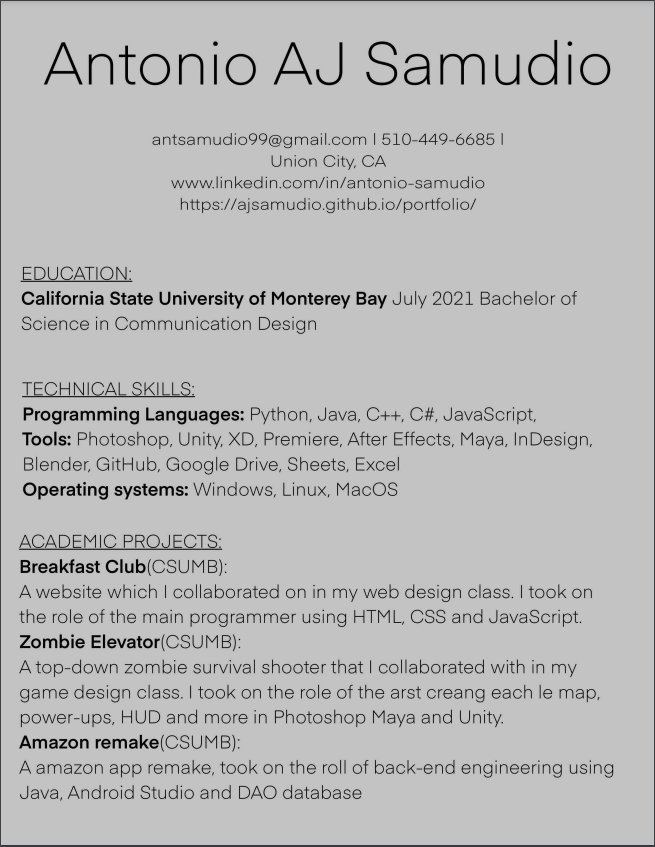 Antonio AJ Samudio
antsamudio99@gmail.com | 510-449-6685 |
Union City, CA
www.linkedin.com/in/antonio-samudio
https://ajsamudio.github.io/portfolio/
EDUCATION:
California State University of Monterey Bay July 2021 Bachelor of
Science in Communication Design
TECHNICAL SKILLS:
Programming Languages: Python, Java, C++, C#, JavaScript,
Tools: Photoshop, Unity, XD, Premiere, After Effects, Maya, InDesign,
Blender, GitHub, Google Drive, Sheets, Excel
Operating systems: Windows, Linux, MacOS
ACADEMIC PROJECTS:
Breakfast Club(CSUMB):
A website which I collaborated on in my web design class. I took on
the role of the main programmer using HTML, CSS and JavaScript.
Zombie Elevator(CSUMB):
A top-down zombie survival shooter that I collaborated with in my
game design class. I took on the role of the arst creang each le map,
power-ups, HUD and more in Photoshop Maya and Unity.
Amazon remake(CSUMB):
A amazon app remake, took on the roll of back-end engineering using
Java, Android Studio and DAO database